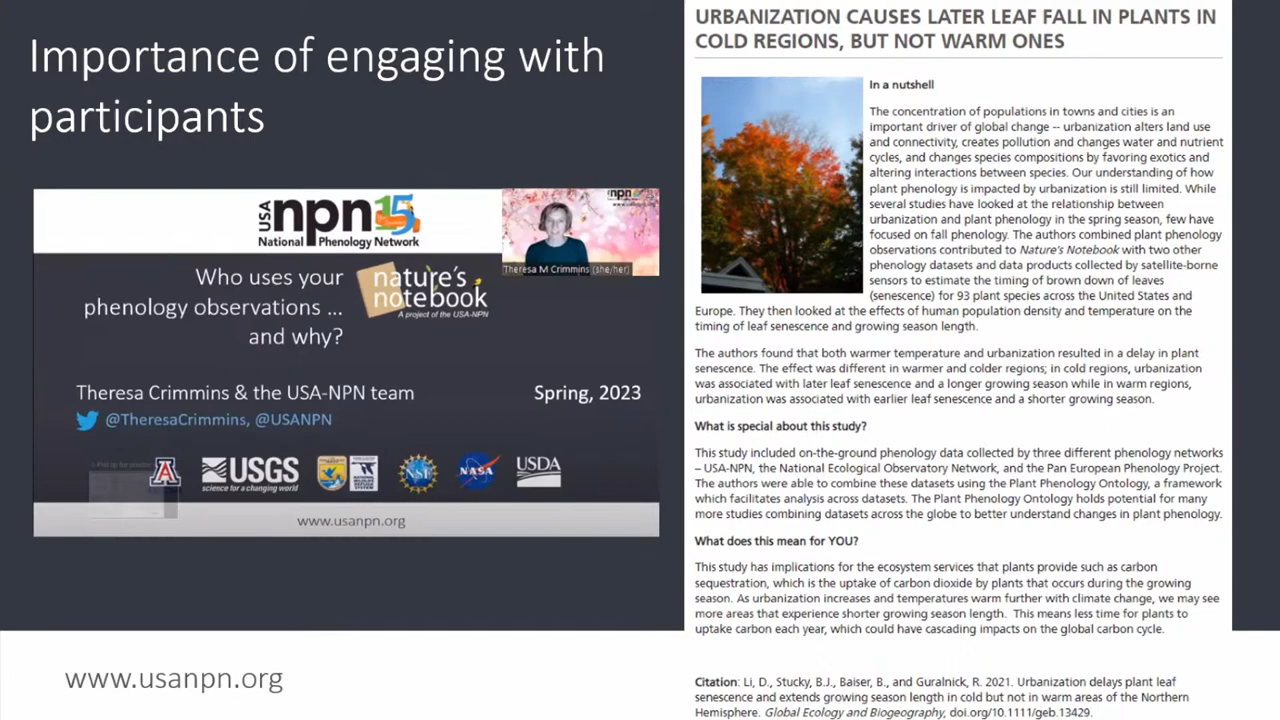 Importance of engaging with
participants
USA
npn15
National Phenology Network
npn
Theresa M Crimmins (she/her)
Who uses your
phenology observations ...
and why?
nature's
notebook
A project of the USA-NPN
Theresa Crimmins & the USA-NPN team
Spring, 2023
@TheresaCrimmins, @USANPN
A
USGS
science for a changing world
NSF
NASA
USDA
www.usanpn.org
www.usanpn.org
URBANIZATION CAUSES LATER LEAF FALL IN PLANTS IN
COLD REGIONS, BUT NOT WARM ONES
In a nutshell
The concentration of populations in towns and cities is an
important driver of global change -- urbanization alters land use
and connectivity, creates pollution and changes water and nutrient
cycles, and changes species compositions by favoring exotics and
altering interactions between species. Our understanding of how
plant phenology is impacted by urbanization is still limited. While
several studies have looked at the relationship between
urbanization and plant phenology in the spring season, few have
focused on fall phenology. The authors combined plant phenology
observations contributed to Nature's Notebook with two other
phenology datasets and data products collected by satellite-borne
sensors to estimate the timing of brown down of leaves
(senescence) for 93 plant species across the United States and
Europe. They then looked at the effects of human population density and temperature on the
timing of leaf senescence and growing season length.
The authors found that both warmer temperature and urbanization resulted in a delay in plant
senescence. The effect was different in warmer and colder regions; in cold regions, urbanization
was associated with later leaf senescence and a longer growing season while in warm regions,
urbanization was associated with earlier leaf senescence and a shorter growing season.
What is special about this study?
This study included on-the-ground phenology data collected by three different phenology networks
– USA-NPN, the National Ecological Observatory Network, and the Pan European Phenology Project.
The authors were able to combine these datasets using the Plant Phenology Ontology, a framework
which facilitates analysis across datasets. The Plant Phenology Ontology holds potential for many
more studies combining datasets across the globe to better understand changes in plant phenology.
What does this mean for YOU?
This study has implications for the ecosystem services that plants provide such as carbon
sequestration, which is the uptake of carbon dioxide by plants that occurs during the growing
season. As urbanization increases and temperatures warm further with climate change, we may see
more areas that experience shorter growing season length. This means less time for plants to
uptake carbon each year, which could have cascading impacts on the global carbon cycle.
Citation: Li, D., Stucky, B.J., Baiser, B., and Guralnick, R. 2021. Urbanization delays plant leaf
senescence and extends growing season length in cold but not in warm areas of the Northern
Hemisphere. Global Ecology and Biogeography, doi.org/10.1111/geb.13429.